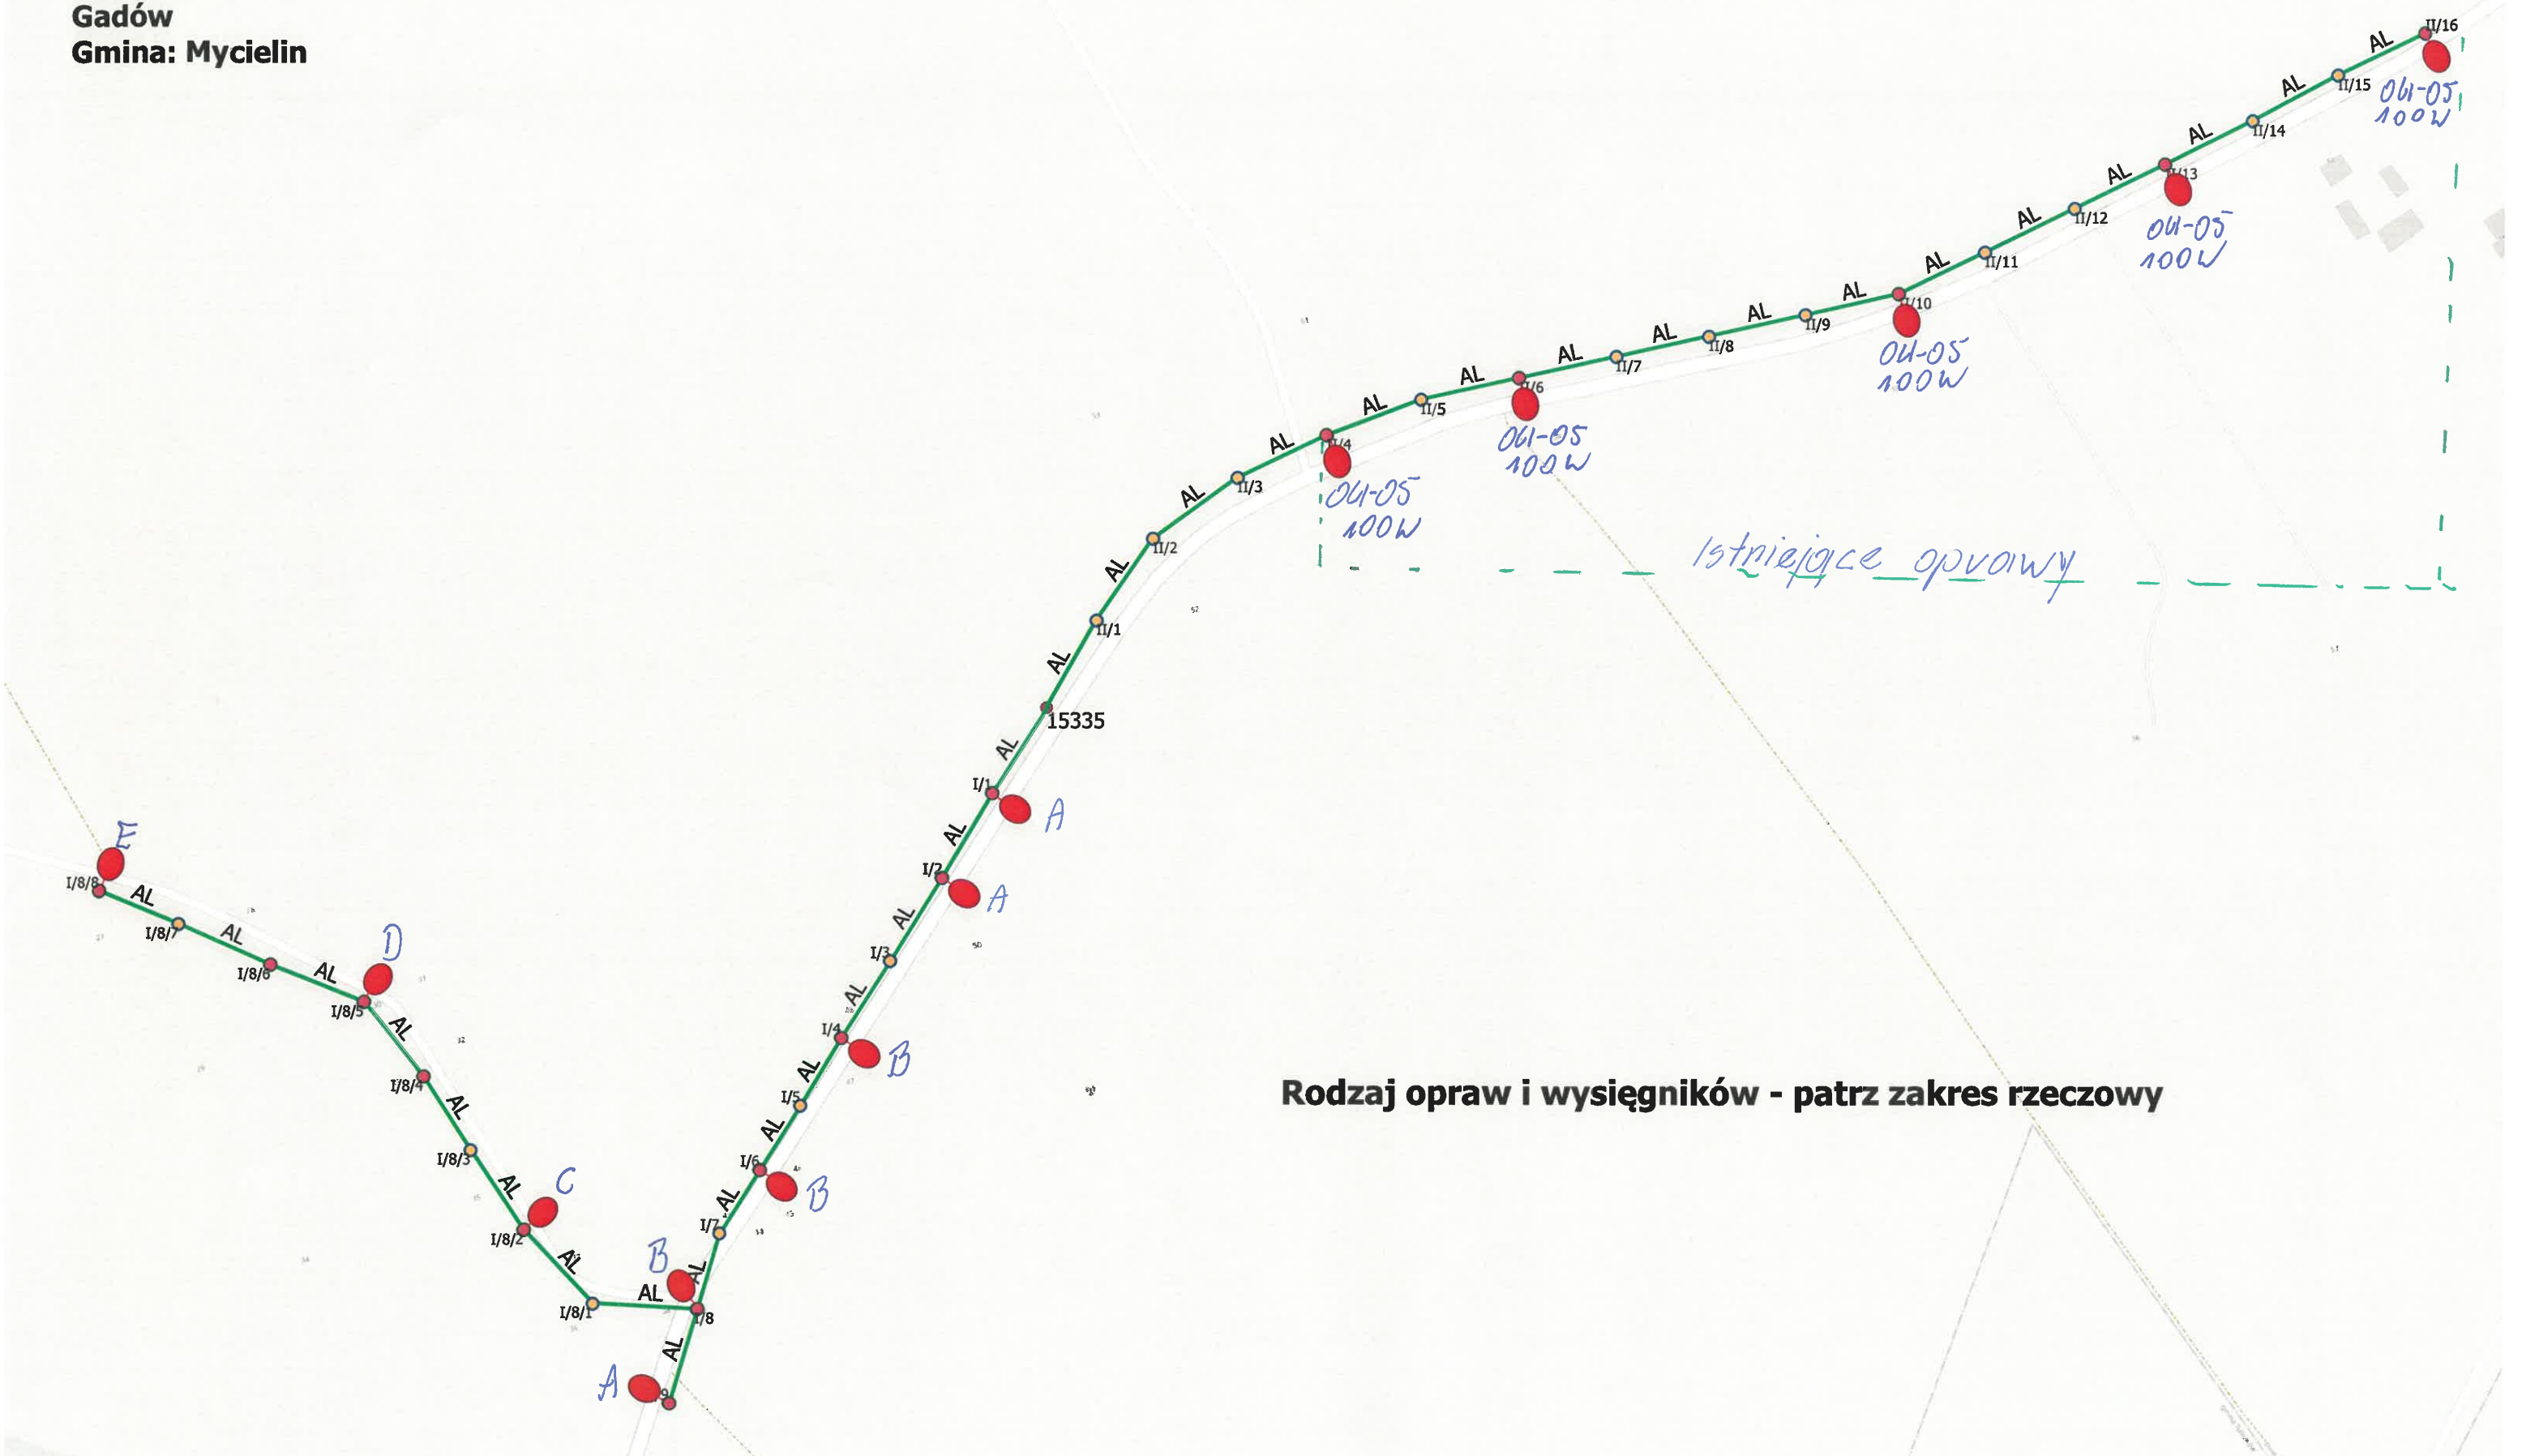 Gadów
Gmina: Mycielin
II/16
AL
II/15
OU-05
100W
AL
II/14
AL
II/13
OU-05
100W
AL
II/12
AL
II/11
AL
II/10
OU-05
100W
AL
II/9
AL
II/8
AL
II/7
AL
II/6
OU-05
100W
AL
II/5
AL
II/4
OU-05
100W
AL
II/3
AL
II/2
AL
II/1
Istniejące oprawy
AL
15335
AL
I/1
A
AL
I/2
A
AL
I/3
AL
I/4
B
AL
I/5
AL
I/6
B
AL
I/7
AL
B
I/8
AL
A
9
AL
I/8/1
AL
I/8/2
C
AL
I/8/3
AL
I/8/4
AL
I/8/5
D
AL
I/8/6
AL
I/8/7
AL
I/8/8
E
51
52
50
32
Rodzaj opraw i wysięgników - patrz zakres rzeczowy